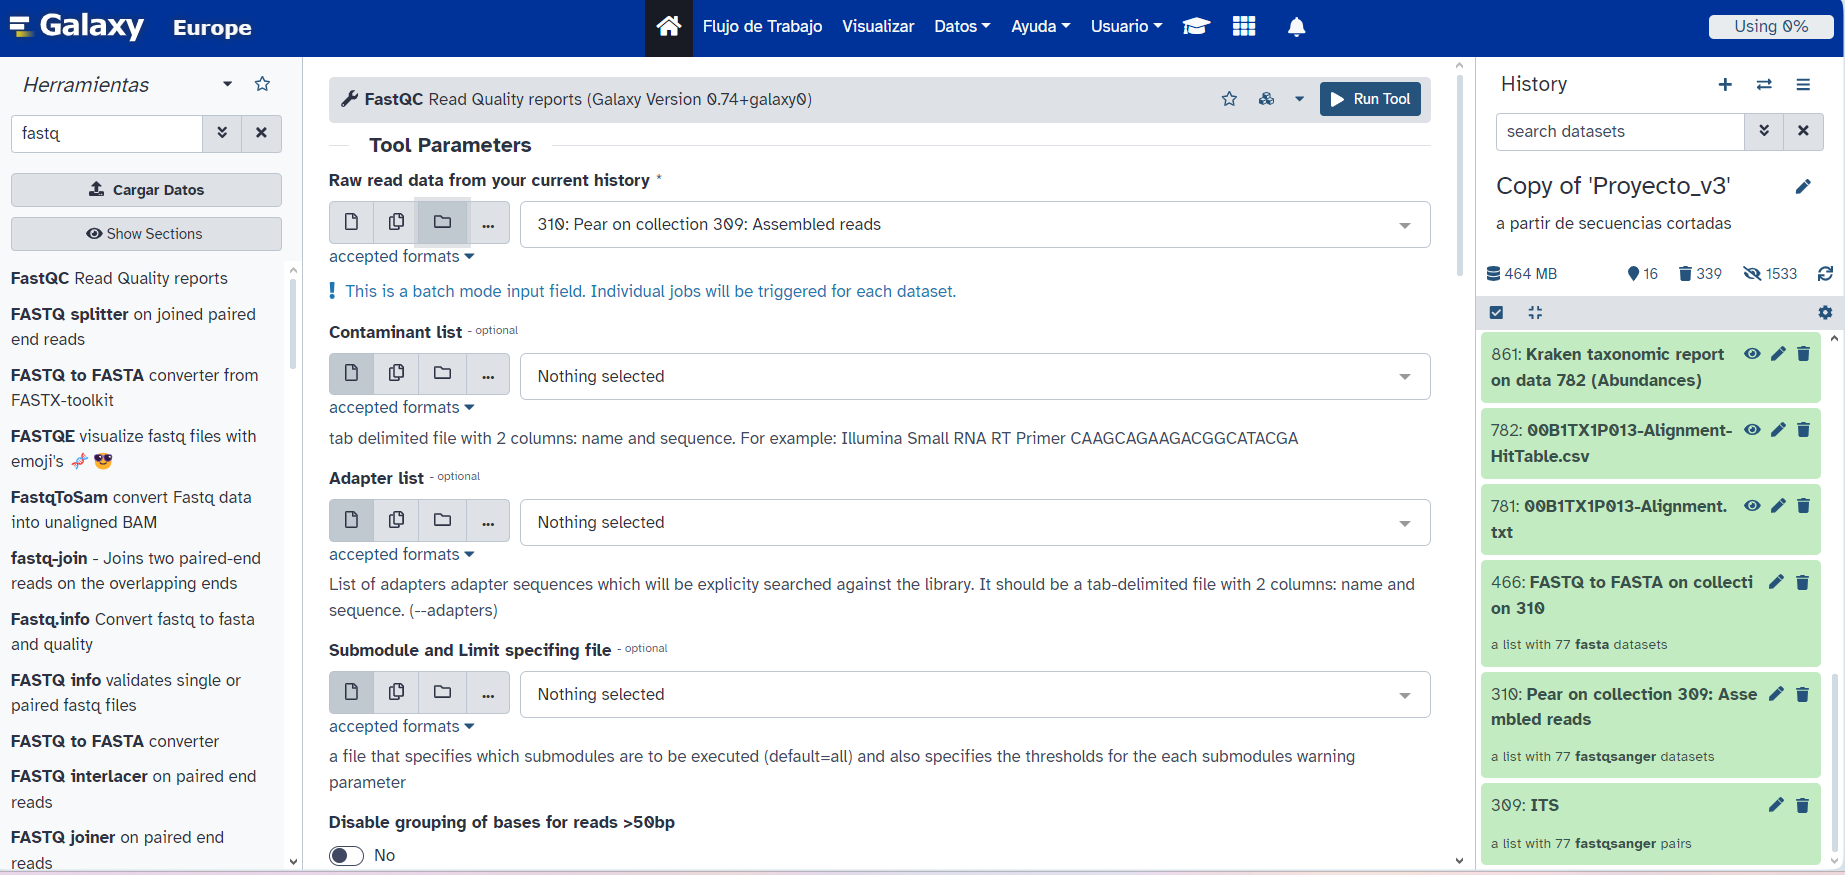 Galaxy Europe
Flujo de Trabajo Visualizar Datos Ayuda Usuario
Using 0%
Herramientas
fastq
Cargar Datos
Show Sections
FastQC Read Quality reports
FASTQ splitter on joined paired
end reads
FASTQ to FASTA converter from
FASTX-toolkit
FASTQE visualize fastq files with
emoji's 🧬 😎
FastqToSam convert Fastq data
into unaligned BAM
fastq-join - Joins two paired-end
reads on the overlapping ends
Fastq.info Convert fastq to fasta
and quality
FASTQ info validates single or
paired fastq files
FASTQ to FASTA converter
FASTQ interlacer on paired end
reads
FASTQ joiner on paired end
reads
FastQC Read Quality reports (Galaxy Version 0.74+galaxy0)
Run Tool
Tool Parameters
Raw read data from your current history *
... 310: Pear on collection 309: Assembled reads
accepted formats
This is a batch mode input field. Individual jobs will be triggered for each dataset.
Contaminant list - optional
... Nothing selected
accepted formats
tab delimited file with 2 columns: name and sequence. For example: Illumina Small RNA RT Primer CAAGCAGAAGACGGCATACGA
Adapter list - optional
... Nothing selected
accepted formats
List of adapters adapter sequences which will be explicity searched against the library. It should be a tab-delimited file with 2 columns: name and
sequence. (--adapters)
Submodule and Limit specifing file - optional
... Nothing selected
accepted formats
a file that specifies which submodules are to be executed (default=all) and also specifies the thresholds for the each submodules warning
parameter
Disable grouping of bases for reads >50bp
No
History
search datasets
Copy of 'Proyecto_v3'
a partir de secuencias cortadas
464 MB 16 339 1533
861: Kraken taxonomic report
on data 782 (Abundances)
782: 00B1TX1P013-Alignment-
HitTable.csv
781: 00B1TX1P013-Alignment.
txt
466: FASTQ to FASTA on collecti
on 310
a list with 77 fasta datasets
310: Pear on collection 309: Asse
mbled reads
a list with 77 fastqsanger datasets
309: ITS
a list with 77 fastqsanger pairs